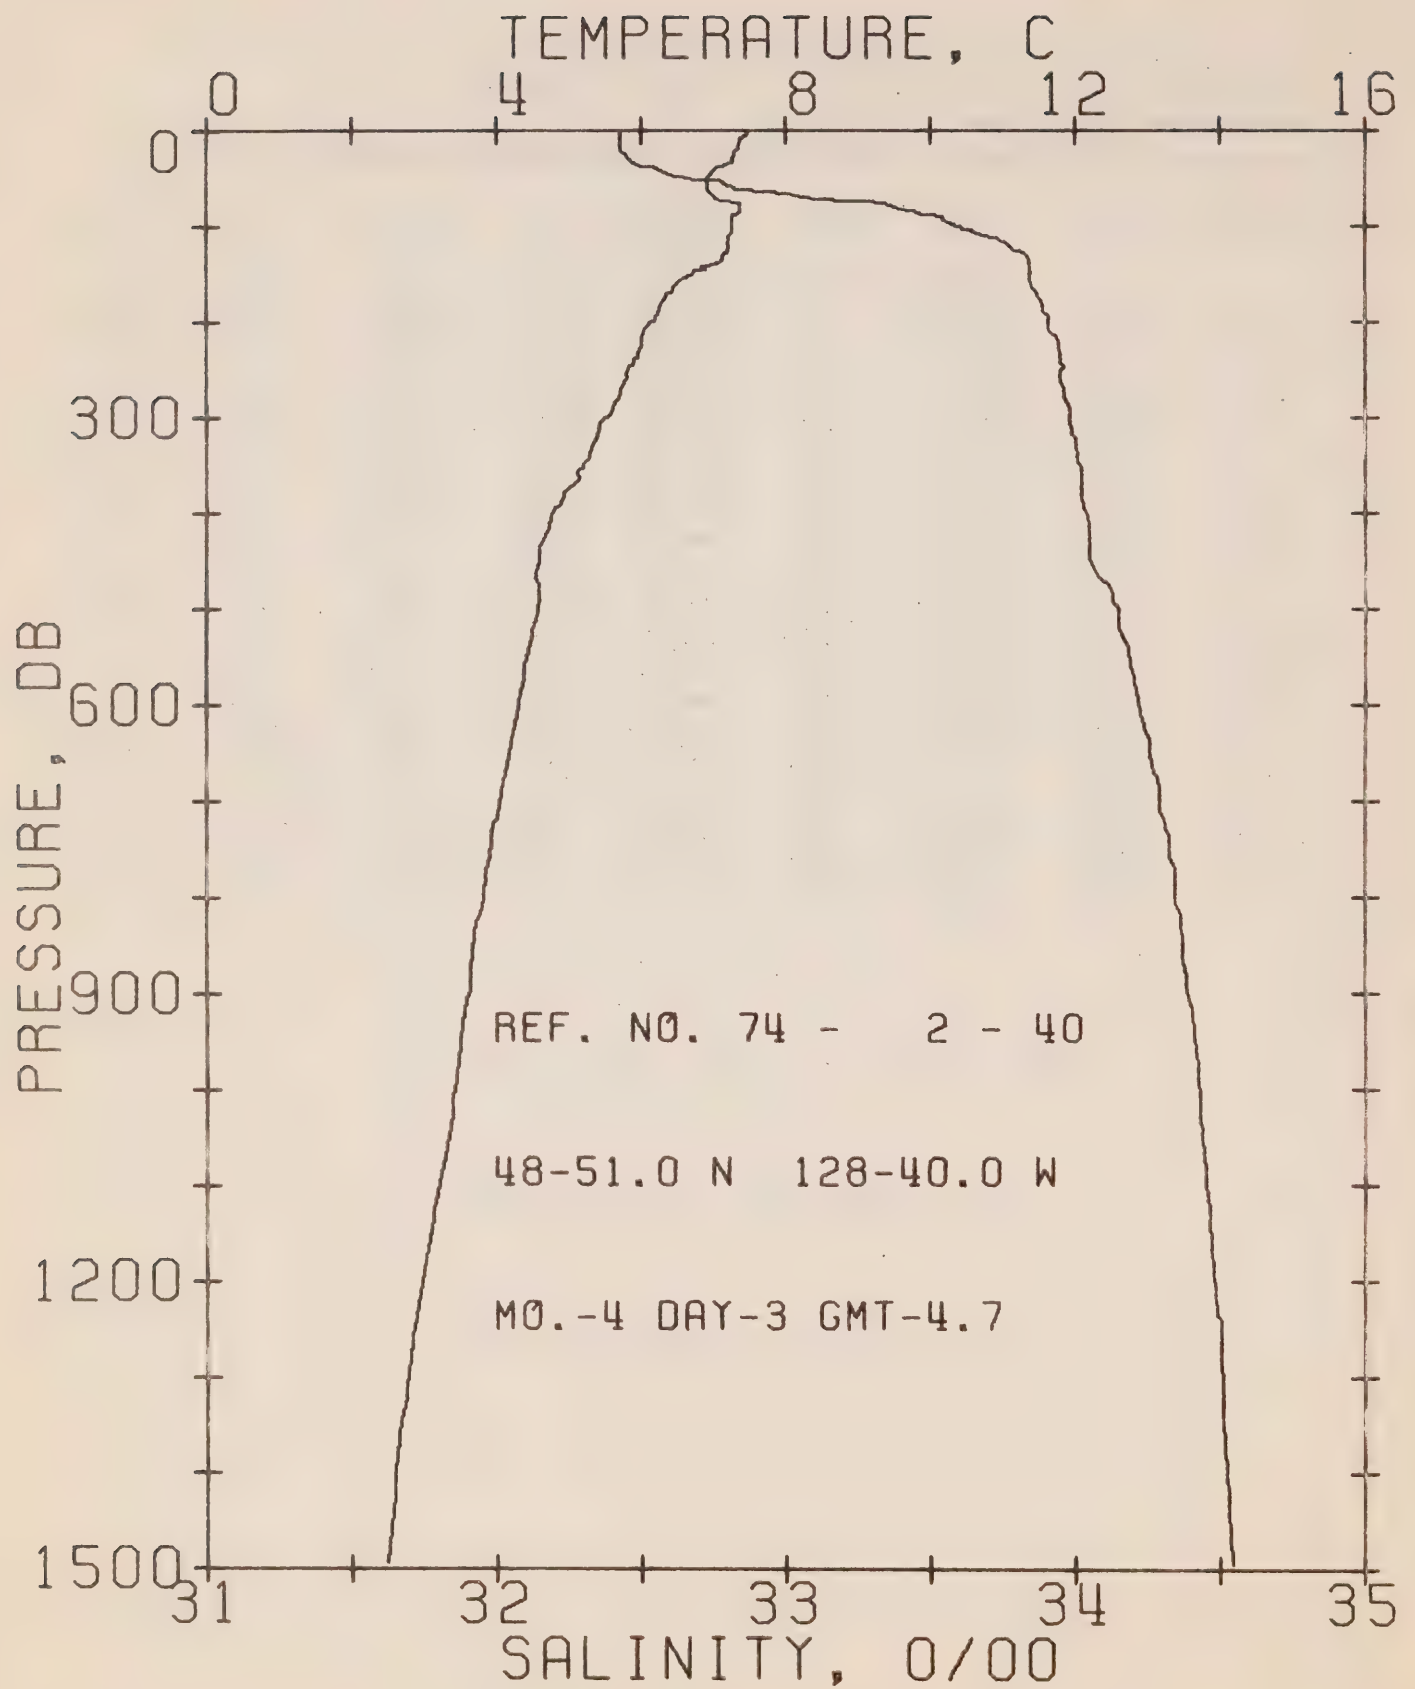 TEMPERATURE, C
0 4 8 12 16
0
300
600
900
1200
1500
PRESSURE, DB
REF. NO. 74 - 2 - 40
48-51.0 N 128-40.0 W
MO.-4 DAY-3 GMT-4.7
31 32 33 34 35
SALINITY, 0/00